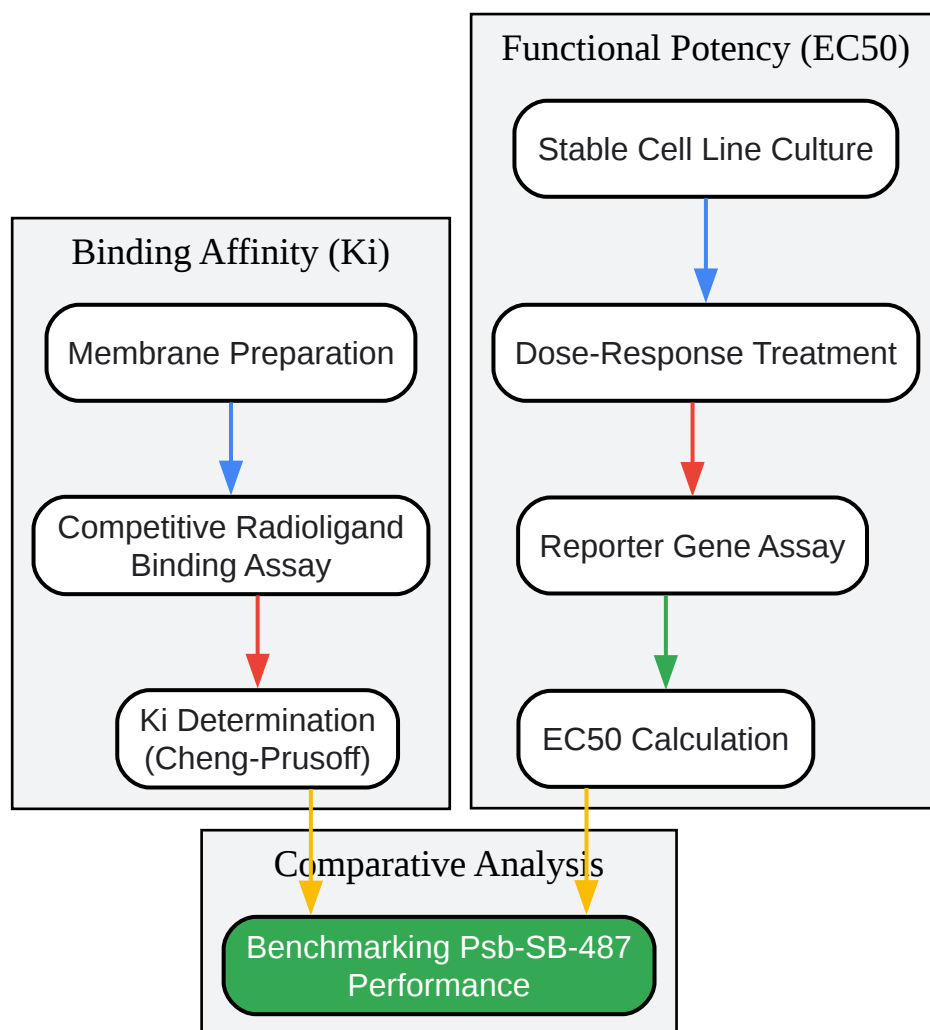 Functional Potency (EC50)
Stable Cell Line Culture
Dose-Response Treatment
Reporter Gene Assay
EC50 Calculation
Binding Affinity (Ki)
Membrane Preparation
Competitive Radioligand
Binding Assay
Ki Determination
(Cheng-Prusoff)
Comparative Analysis
Benchmarking Psb-SB-487
Performance